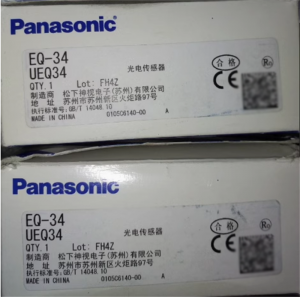 Panasonic
EQ-34
UEQ34
光电传感器
QTY. 1 Lot: FH4Z
制造商 松下神视电子(苏州)有限公司
地址 苏州市苏州新区火炬路97号
执行标准号:GB/T 14048.10
MADE IN CHINA 0105C6140-00 A
合格
Panasonic
EQ-34
UEQ34
光电传感器
QTY. 1 Lot: FH4Z
制造商 松下神视电子(苏州)有限公司
地址 苏州市苏州新区火炬路97号
执行标准号:GB/T 14048.10
MADE IN CHINA 0105C6140-00 A
合格